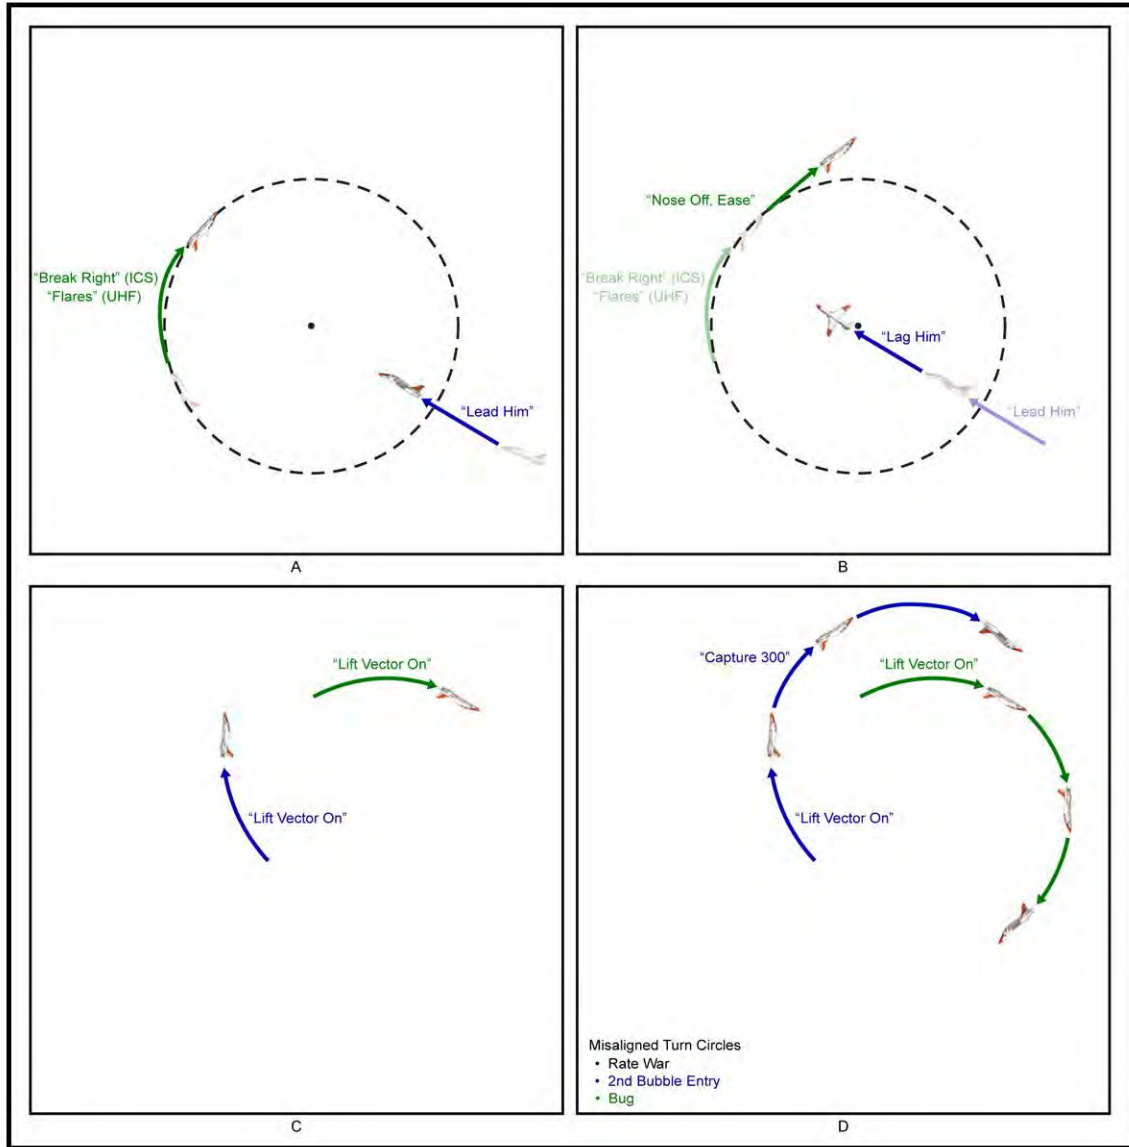 “Break Right” (ICS)
“Flares” (UHF)
“Lead Him”
A
“Nose Off, Ease”
“Break Right” (ICS)
“Flares” (UHF)
“Lag Him”
“Lead Him”
B
“Lift Vector On”
“Lift Vector On”
C
“Capture 300”
“Lift Vector On”
“Lift Vector On”
Misaligned Turn Circles
• Rate War
• 2nd Bubble Entry
• Bug
D